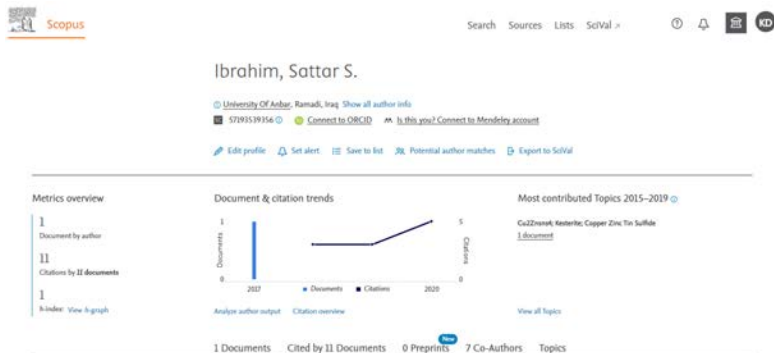 Scopus
Search Sources Lists SciVal
KD
Ibrahim, Sattar S.
University Of Anbar, Ramadi, Iraq Show all author info
57193539356 Connect to ORCID Is this you? Connect to Mendeley account
Edit profile Set alert Save to list Potential author matches Export to SciVal
Metrics overview
1
Document by author
11
Citations by 11 documents
1
h-index: View h-graph
Document & citation trends
1 5
Documents
Citations
0 0
2017 Documents Citations 2020
Analyze author output Citation overview
Most contributed Topics 2015–2019
Kesterite; Copper Zinc Tin Sulfide
1 document
View all Topics
New
1 Documents Cited by 11 Documents 0 Preprints 7 Co-Authors Topics